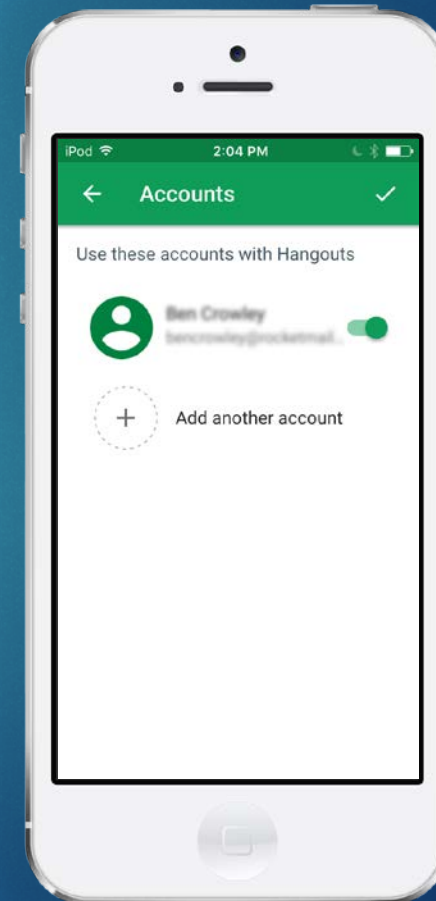 iPod 2:04 PM
Accounts
Use these accounts with Hangouts
Add another account